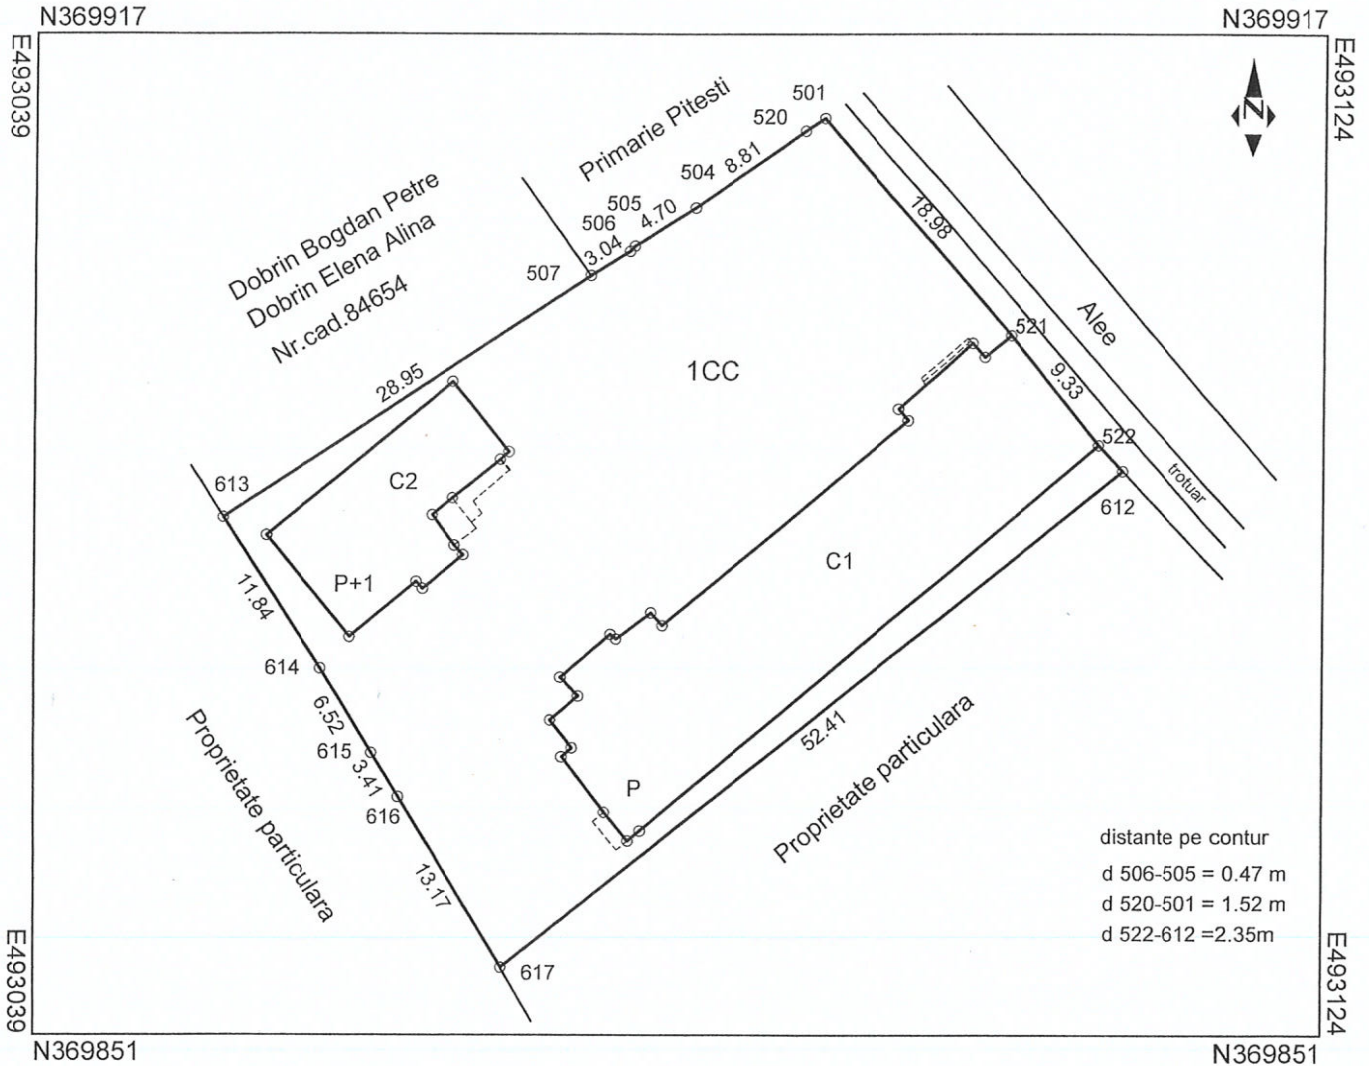 N369917
N369917
E493039
E493124
501
520
Primarie Pitesti
504
8.81
505
4.70
506
3.04
507
18.98
Dobrin Bogdan Petre
Dobrin Elena Alina
Nr.cad.84654
Alee
521
28.95
1CC
9.33
522
trotuar
612
613
C2
P+1
C1
11.84
614
6.52
615
3.41
616
13.17
617
Proprietate particulara
P
52.41
Proprietate particulara
distante pe contur
d 506-505 = 0.47 m
d 520-501 = 1.52 m
d 522-612 =2.35m
E493039
E493124
N369851
N369851
Z